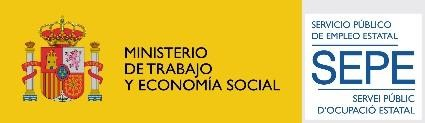 MINISTERIO
DE TRABAJO
Y ECONOMÍA SOCIAL
SERVICIO PÚBLICO
DE EMPLEO ESTATAL
SEPE
SERVEI PÚBLIC
D'OCUPACIÓ ESTATAL